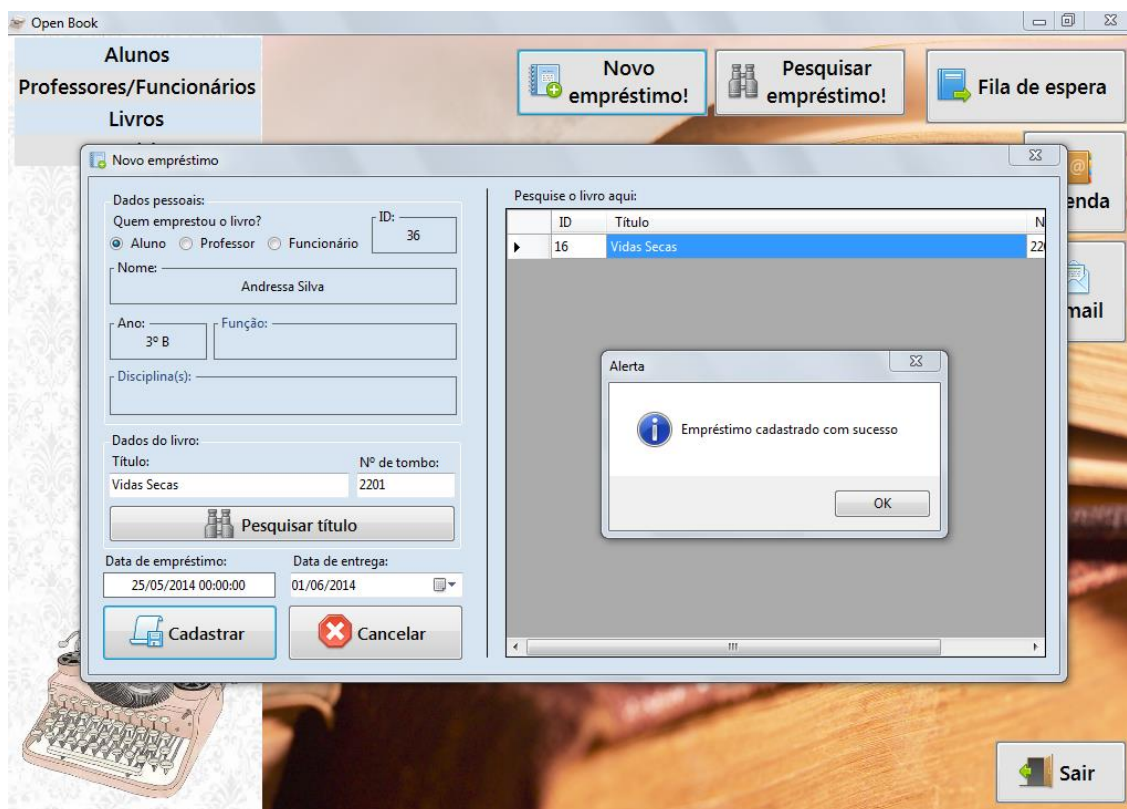 Open Book
Alunos
Professores/Funcionários
Livros
Novo
empréstimo!
Pesquisar
empréstimo!
Fila de espera
Novo empréstimo
Dados pessoais:
Quem emprestou o livro?
Aluno Professor Funcionário
ID:
36
Nome:
Andressa Silva
Ano:
3º B
Função:
Disciplina(s):
Dados do livro:
Título: Nº de tombo:
Vidas Secas 2201
Pesquisar título
Data de empréstimo: Data de entrega:
25/05/2014 00:00:00 01/06/2014
Cadastrar Cancelar
Pesquise o livro aqui:
ID Título N
16 Vidas Secas 220
Alerta
Empréstimo cadastrado com sucesso
OK
enda
mail
Sair